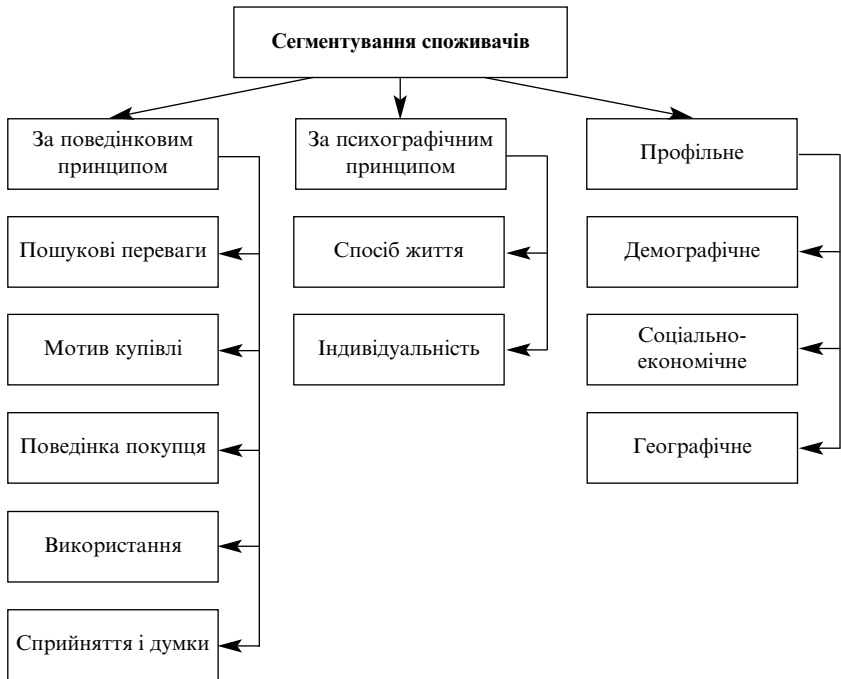 Сегментування споживачів
За поведінковим
принципом
Пошукові переваги
Мотив купівлі
Поведінка покупця
Використання
Сприйняття і думки
За психографічним
принципом
Спосіб життя
Індивідуальність
Профільне
Демографічне
Соціально-
економічне
Географічне